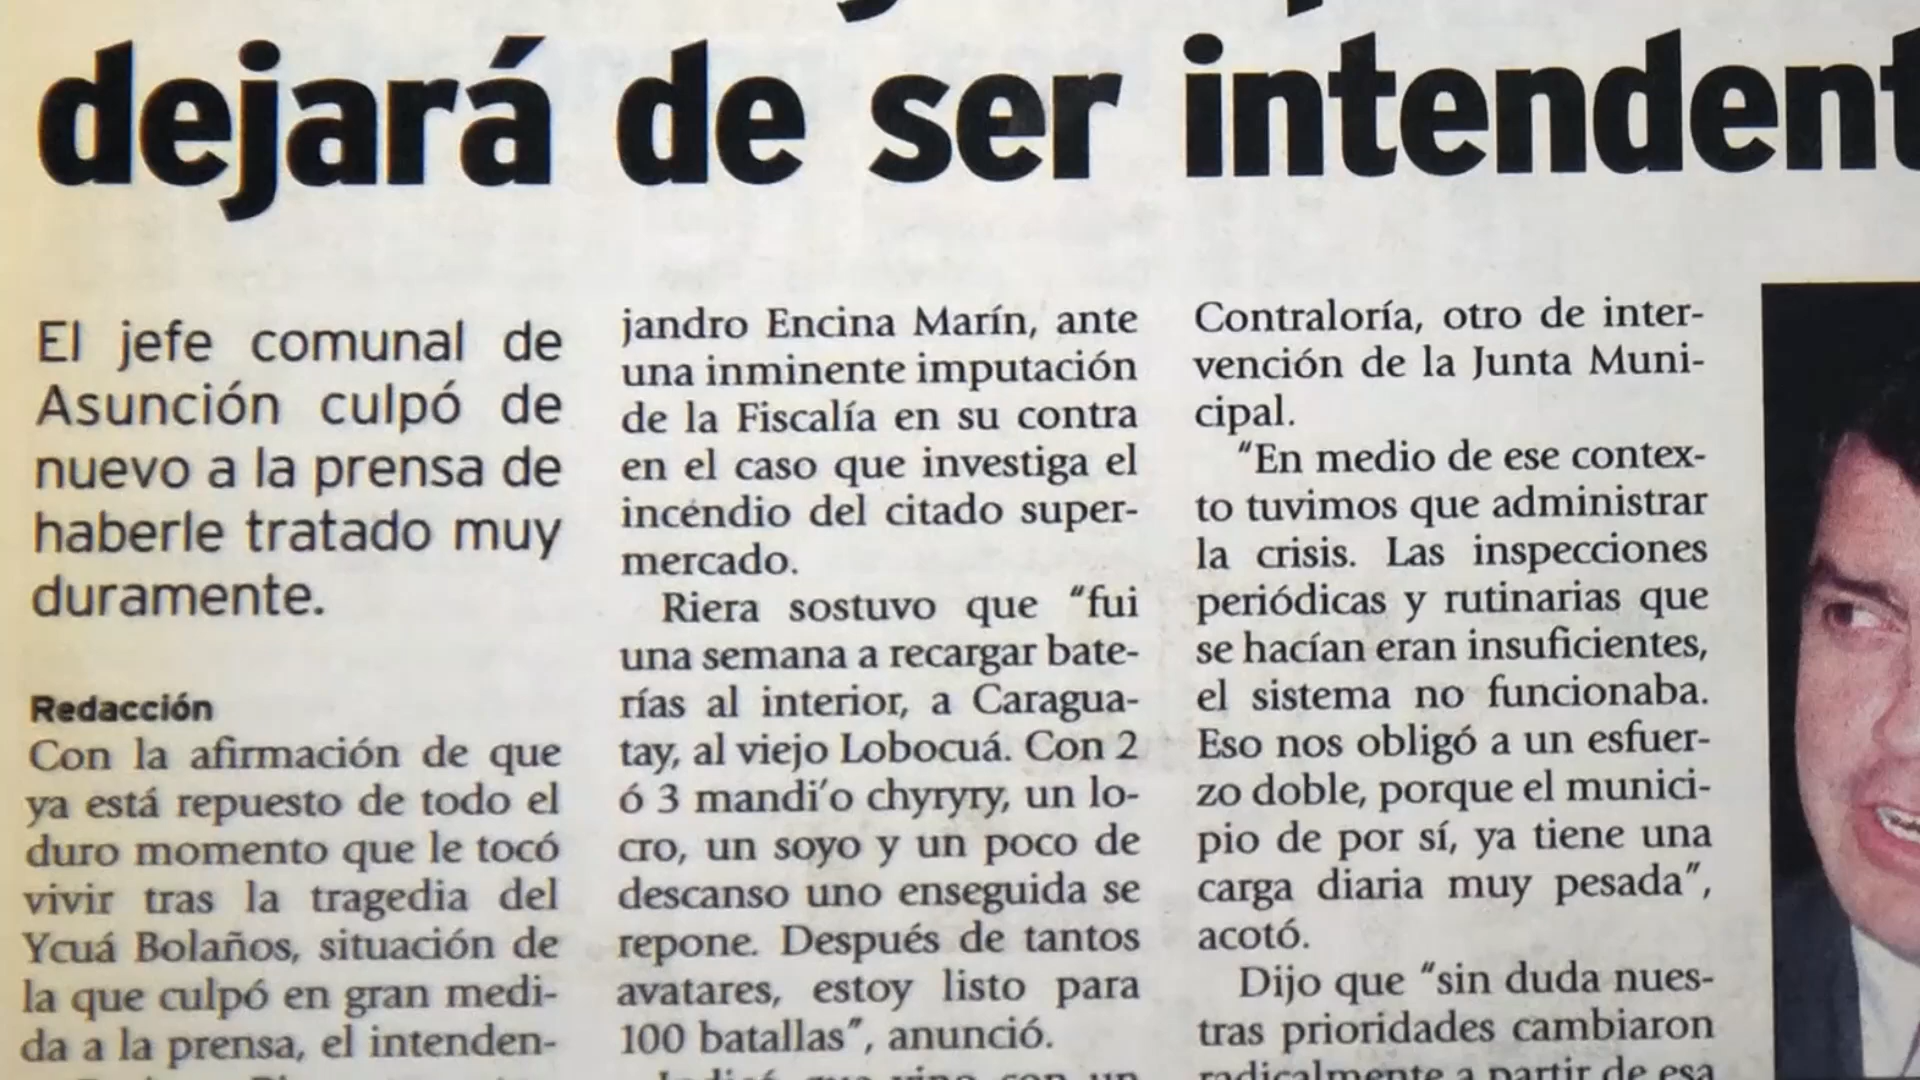 dejará de ser intendent
El jefe comunal de
Asunción culpó de
nuevo a la prensa de
haberle tratado muy
duramente.
Redacción
Con la afirmación de que
ya está repuesto de todo el
duro momento que le tocó
vivir tras la tragedia del
Ycuá Bolaños, situación de
la que culpó en gran medi-
da a la prensa, el intenden-
jandro Encina Marín, ante
una inminente imputación
de la Fiscalía en su contra
en el caso que investiga el
incendio del citado super-
mercado.
Riera sostuvo que "fui
una semana a recargar bate-
rías al interior, a Caragua-
tay, al viejo Lobocuá. Con 2
ó 3 mandi'o chyryry, un lo-
cro, un soyo y un poco de
descanso uno enseguida se
repone. Después de tantos
avatares, estoy listo para
100 batallas", anunció.
Indicó que vino con un
Contraloría, otro de inter-
vención de la Junta Muni-
cipal.
"En medio de ese contex-
to tuvimos que administrar
la crisis. Las inspecciones
periódicas y rutinarias que
se hacían eran insuficientes,
el sistema no funcionaba.
Eso nos obligó a un esfuer-
zo doble, porque el munici-
pio de por sí, ya tiene una
carga diaria muy pesada",
acotó.
Dijo que "sin duda nues-
tras prioridades cambiaron
radicalmente a partir de esa